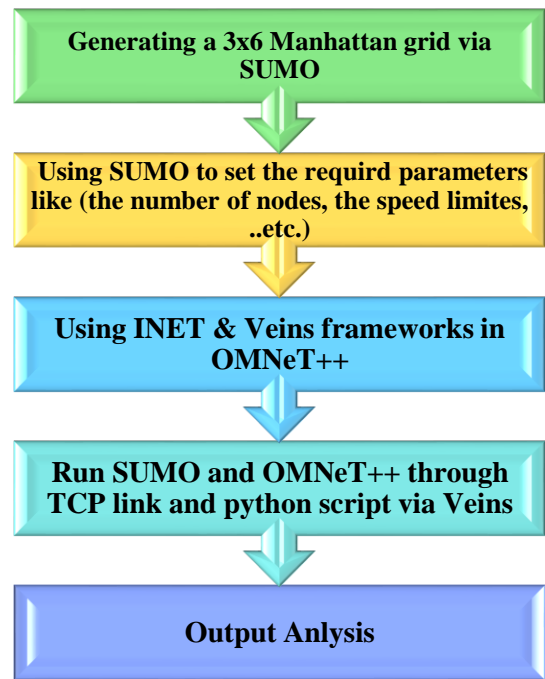 Generating a 3x6 Manhattan grid via
SUMO
Using SUMO to set the requird parameters
like (the number of nodes, the speed limites,
..etc.)
Using INET & Veins frameworks in
OMNeT++
Run SUMO and OMNeT++ through
TCP link and python script via Veins
Output Anlysis